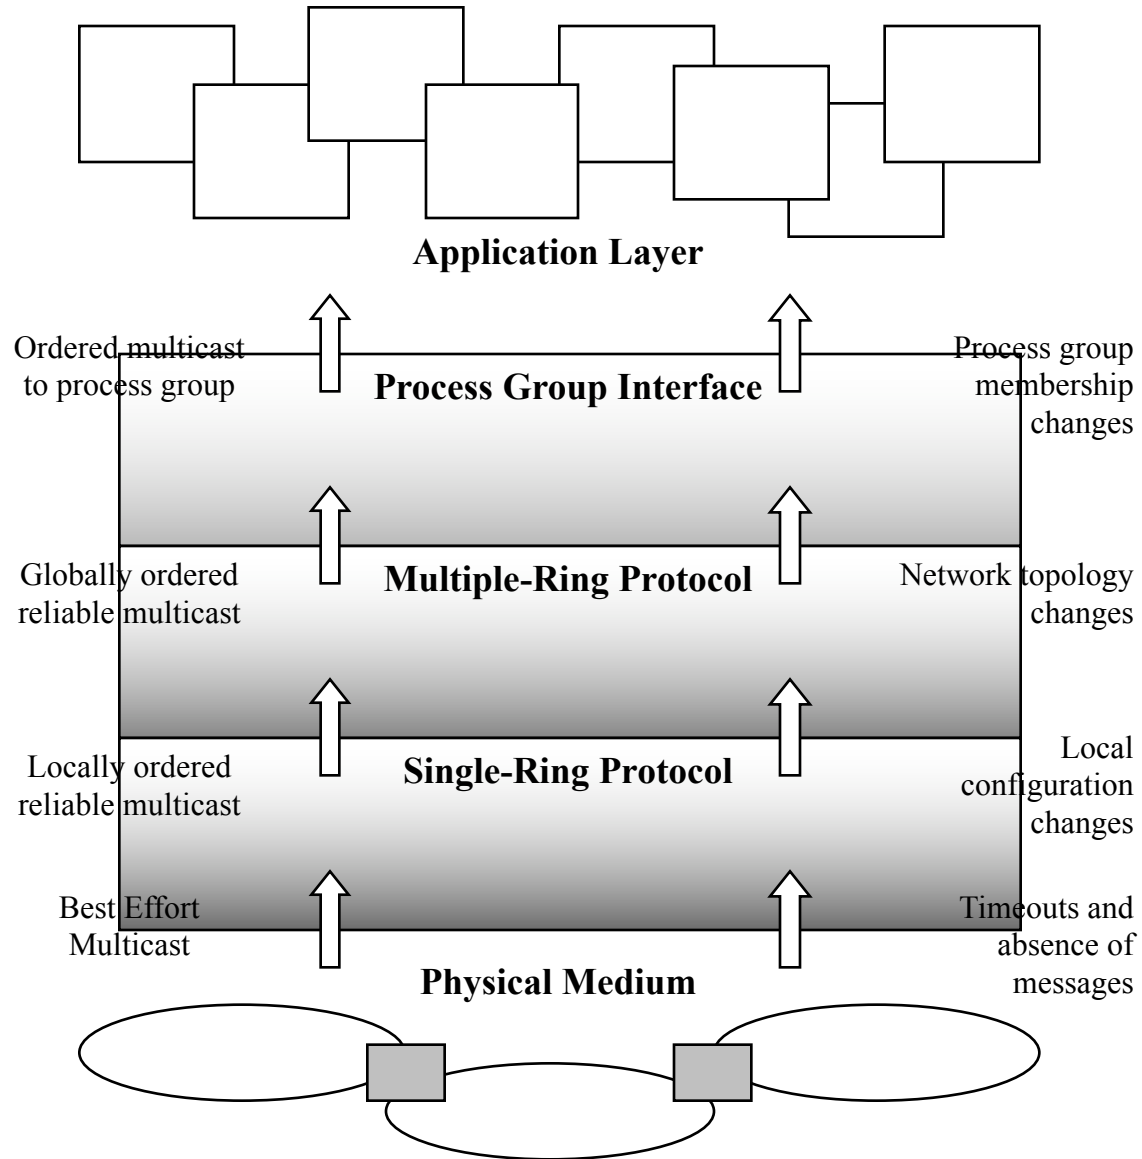 Application Layer
Ordered multicast
to process group
Process Group Interface
Process group
membership
changes
Globally ordered
reliable multicast
Multiple-Ring Protocol
Network topology
changes
Locally ordered
reliable multicast
Single-Ring Protocol
Local
configuration
changes
Best Effort
Multicast
Timeouts and
absence of
messages
Physical Medium